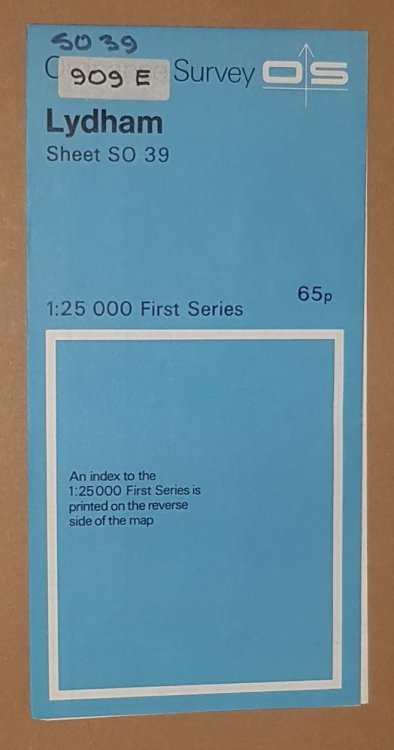 SO 39
909 E
Survey OS
Lydham
Sheet SO 39
65p
1:25 000 First Series
An index to the
1:25000 First Series is
printed on the reverse
side of the map